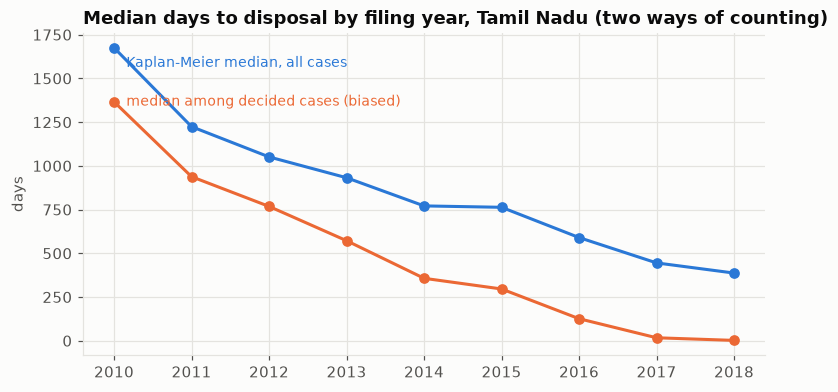 Median days to disposal by filing year, Tamil Nadu (two ways of counting)
1750
1500
1250
1000
750
500
250
0
days
Kaplan-Meier median, all cases
median among decided cases (biased)
2010 2011 2012 2013 2014 2015 2016 2017 2018